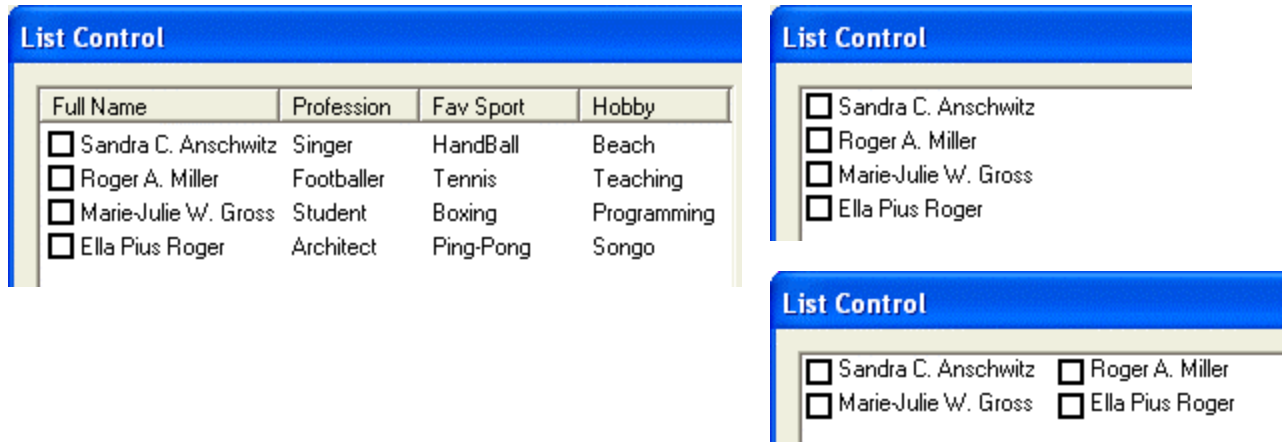 List Control
Full Name Profession Fav Sport Hobby
Sandra C. Anschwitz Singer HandBall Beach
Roger A. Miller Footballer Tennis Teaching
Marie-Julie W. Gross Student Boxing Programming
Ella Pius Roger Architect Ping-Pong Songo
List Control
Sandra C. Anschwitz
Roger A. Miller
Marie-Julie W. Gross
Ella Pius Roger
List Control
Sandra C. Anschwitz Roger A. Miller
Marie-Julie W. Gross Ella Pius Roger